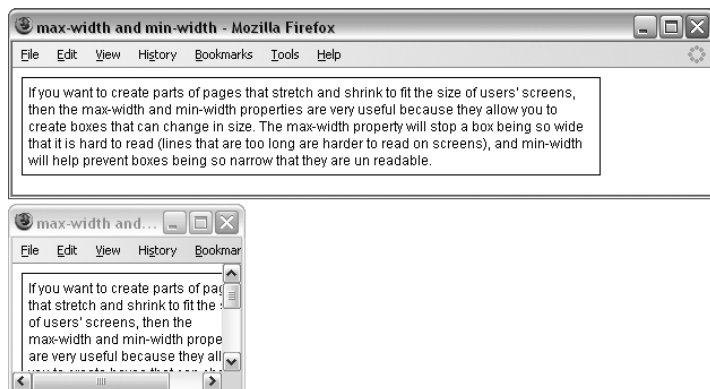 max-width and min-width - Mozilla Firefox
File Edit View History Bookmarks Tools Help
If you want to create parts of pages that stretch and shrink to fit the size of users' screens,
then the max-width and min-width properties are very useful because they allow you to
create boxes that can change in size. The max-width property will stop a box being so wide
that it is hard to read (lines that are too long are harder to read on screens), and min-width
will help prevent boxes being so narrow that they are un readable.
max-width and...
File Edit View History Bookmar
If you want to create parts of pag
that stretch and shrink to fit the
of users' screens, then the
max-width and min-width prope
are very useful because they all